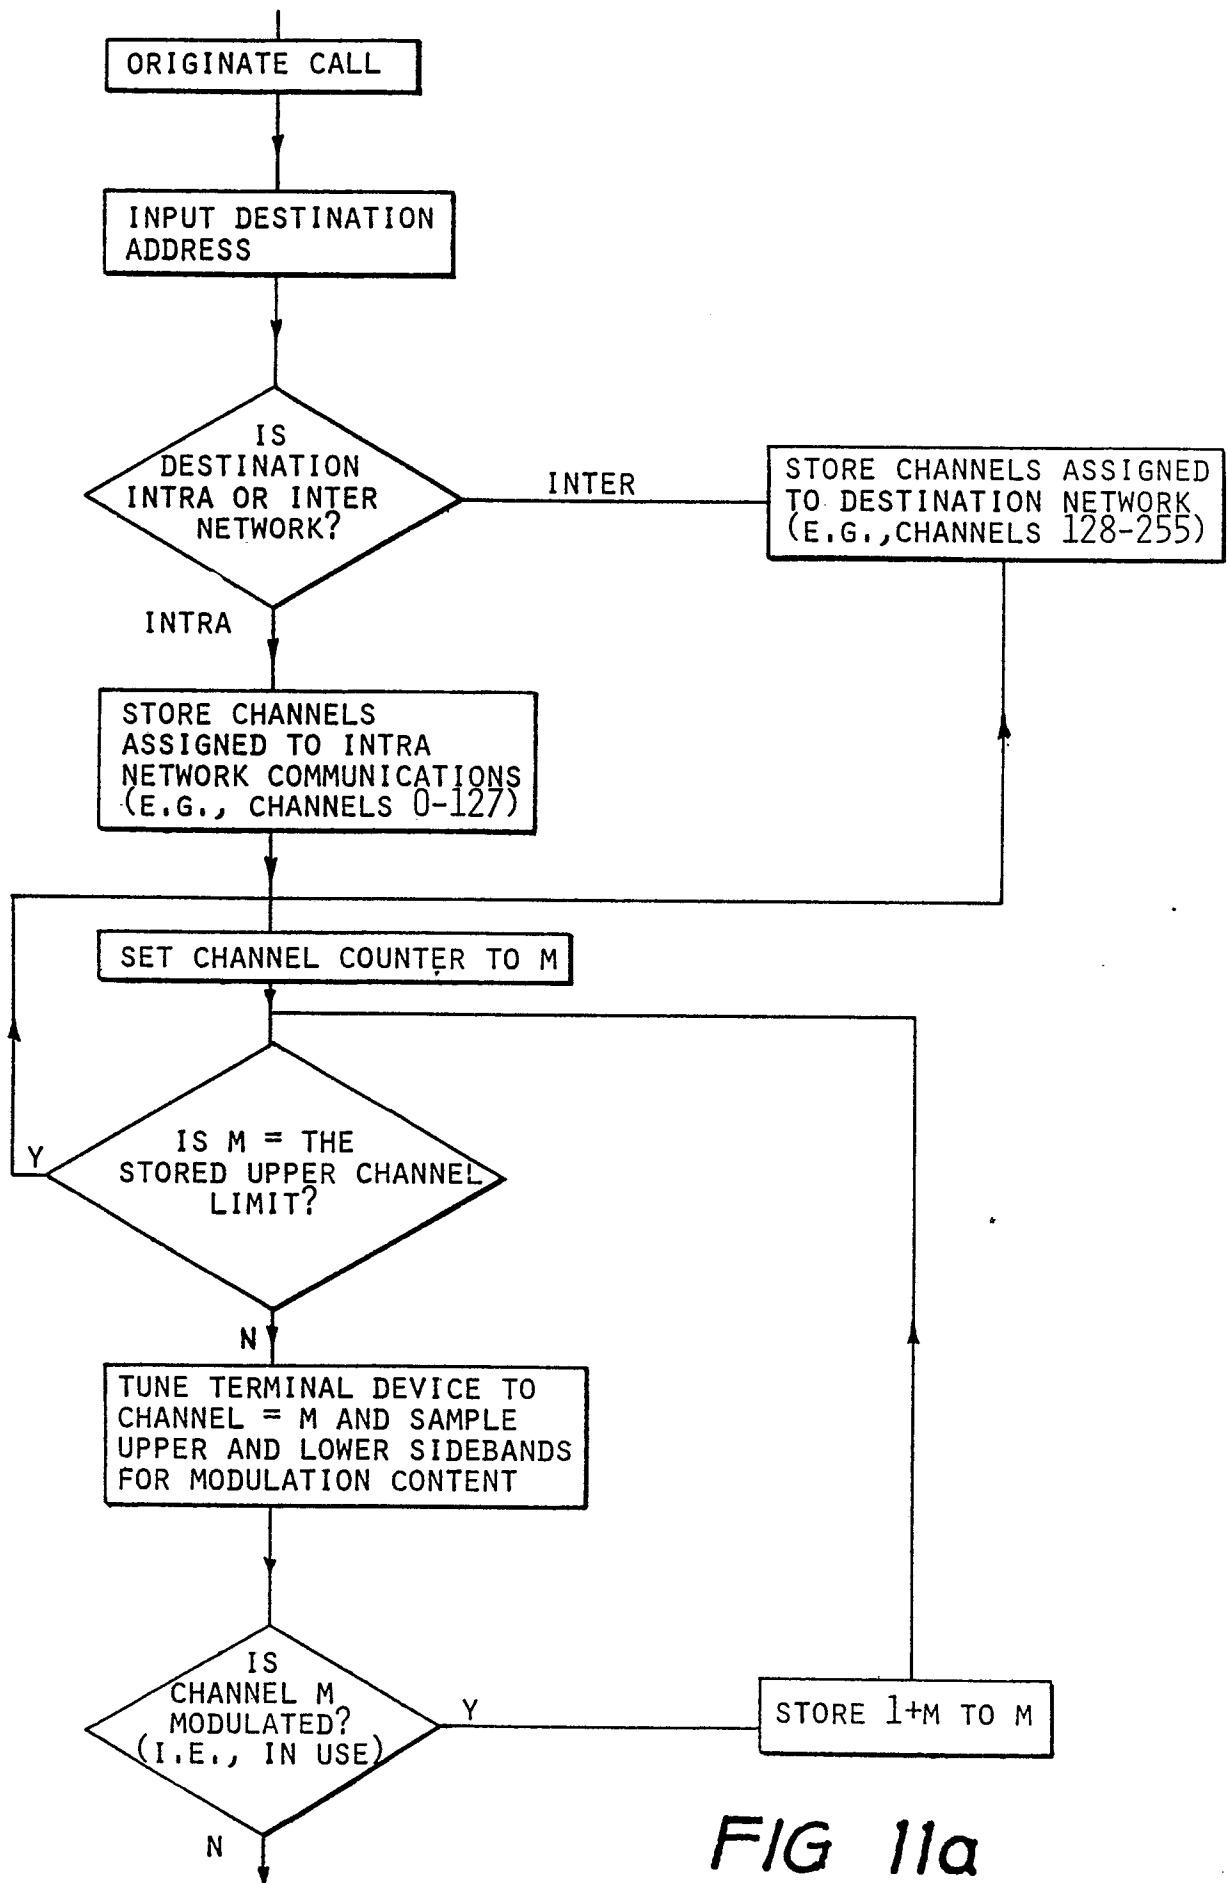 ORIGINATE CALL
INPUT DESTINATION
ADDRESS
IS
DESTINATION
INTRA OR INTER
NETWORK?
INTER
STORE CHANNELS ASSIGNED
TO DESTINATION NETWORK
(E.G.,CHANNELS 128-255)
INTRA
STORE CHANNELS
ASSIGNED TO INTRA
NETWORK COMMUNICATIONS
(E.G., CHANNELS 0-127)
SET CHANNEL COUNTER TO M
Y
IS M = THE
STORED UPPER CHANNEL
LIMIT?
N
TUNE TERMINAL DEVICE TO
CHANNEL = M AND SAMPLE
UPPER AND LOWER SIDEBANDS
FOR MODULATION CONTENT
IS
CHANNEL M
MODULATED?
(I.E., IN USE)
Y
STORE 1+M TO M
N
FIG 11a